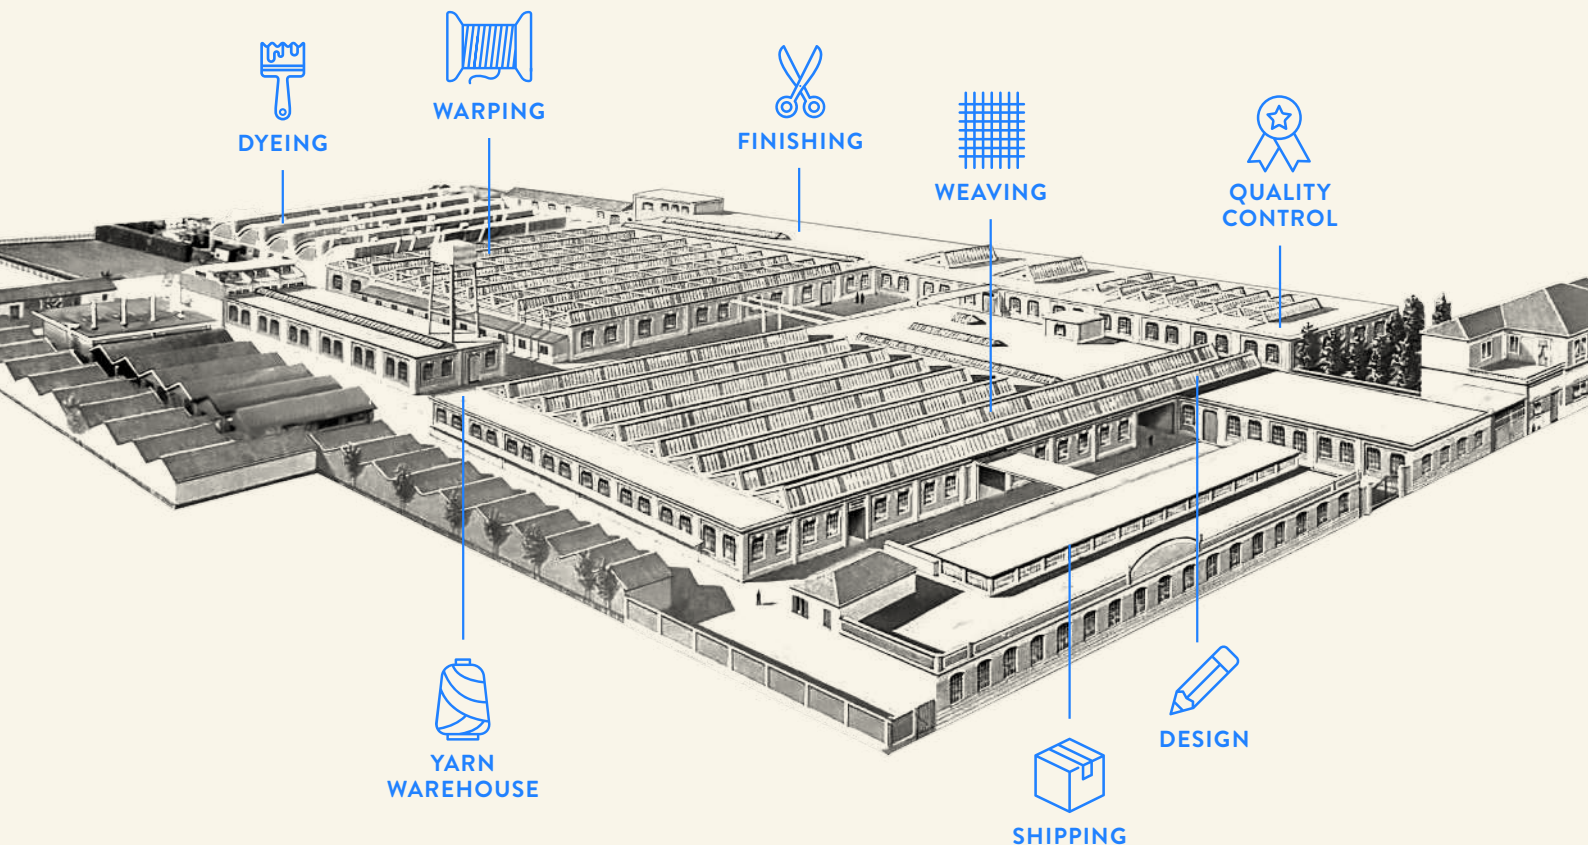 WARPING
DYEING
FINISHING
WEAVING
QUALITY
CONTROL
YARN
WAREHOUSE
DESIGN
SHIPPING